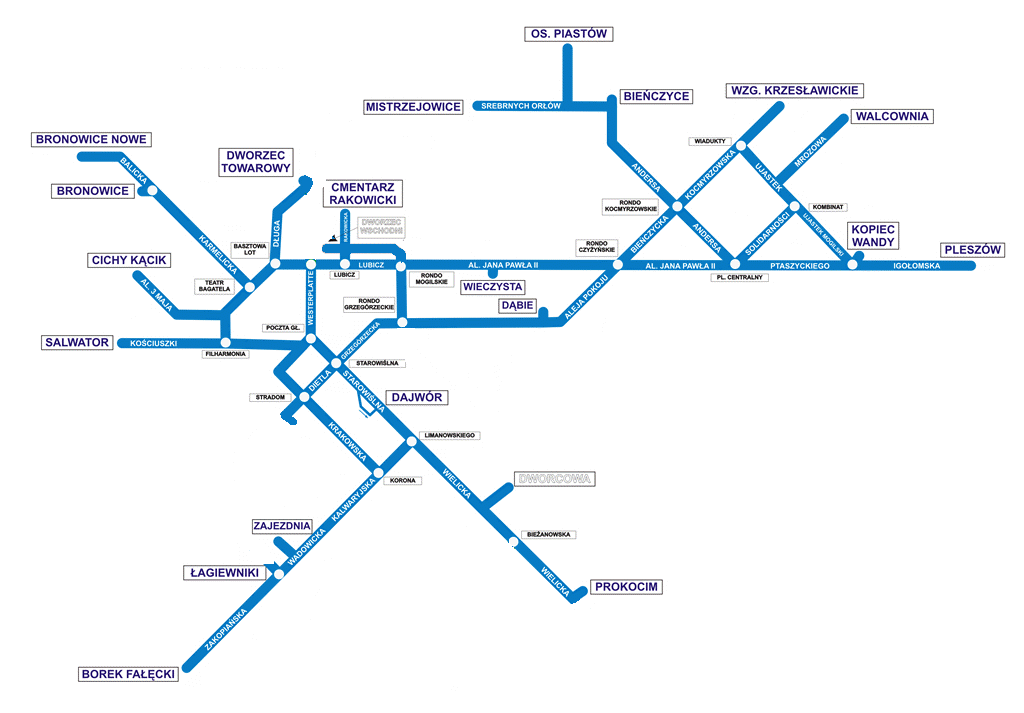 OS. PIASTÓW
WZG. KRZESŁAWICKIE
BIEŃCZYCE
MISTRZEJOWICE
SREBRNYCH ORŁÓW
WALCOWNIA
BRONOWICE NOWE
WIADUKTY
DWORZEC
TOWAROWY
BALICKA
ANDERSA
KOCMYRZOWSKA
MROZOWA
UJASTEK
BRONOWICE
CMENTARZ
RAKOWICKI
RONDO
KOCMYRZOWSKIE
KOMBINAT
RAKOWICKA
DWORZEC
WSCHODNI
DŁUGA
KARMELICKA
BASZTOWA
LOT
RONDO
CZYŻYŃSKIE
BIEŃCZYCKA
ANDERSA
SOLIDARNOŚCI
UJASTEK MOGILSKI
KOPIEC
WANDY
PLESZÓW
CICHY KĄCIK
LUBICZ
AL. JANA PAWŁA II
AL. JANA PAWŁA II
PTASZYCKIEGO
IGOŁOMSKA
LUBICZ
RONDO
MOGILSKIE
PL. CENTRALNY
AL. 3 MAJA
TEATR
BAGATELA
WIECZYSTA
WESTERPLATTE
RONDO
GRZEGÓRZECKIE
DĄBIE
ALEJA POKOJU
POCZTA GŁ.
SALWATOR
KOŚCIUSZKI
FILHARMONIA
GRZEGÓRZECKA
STAROWIŚLNA
DIETLA
STAROWIŚLNA
STRADOM
DAJWÓR
KRAKOWSKA
LIMANOWSKIEGO
KORONA
WIELICKA
DWORCOWA
KALWARYJSKA
ZAJEZDNIA
WADOWICKA
BIEŻANOWSKA
ŁAGIEWNIKI
WIELICKA
PROKOCIM
ZAKOPIAŃSKA
BOREK FAŁĘCKI